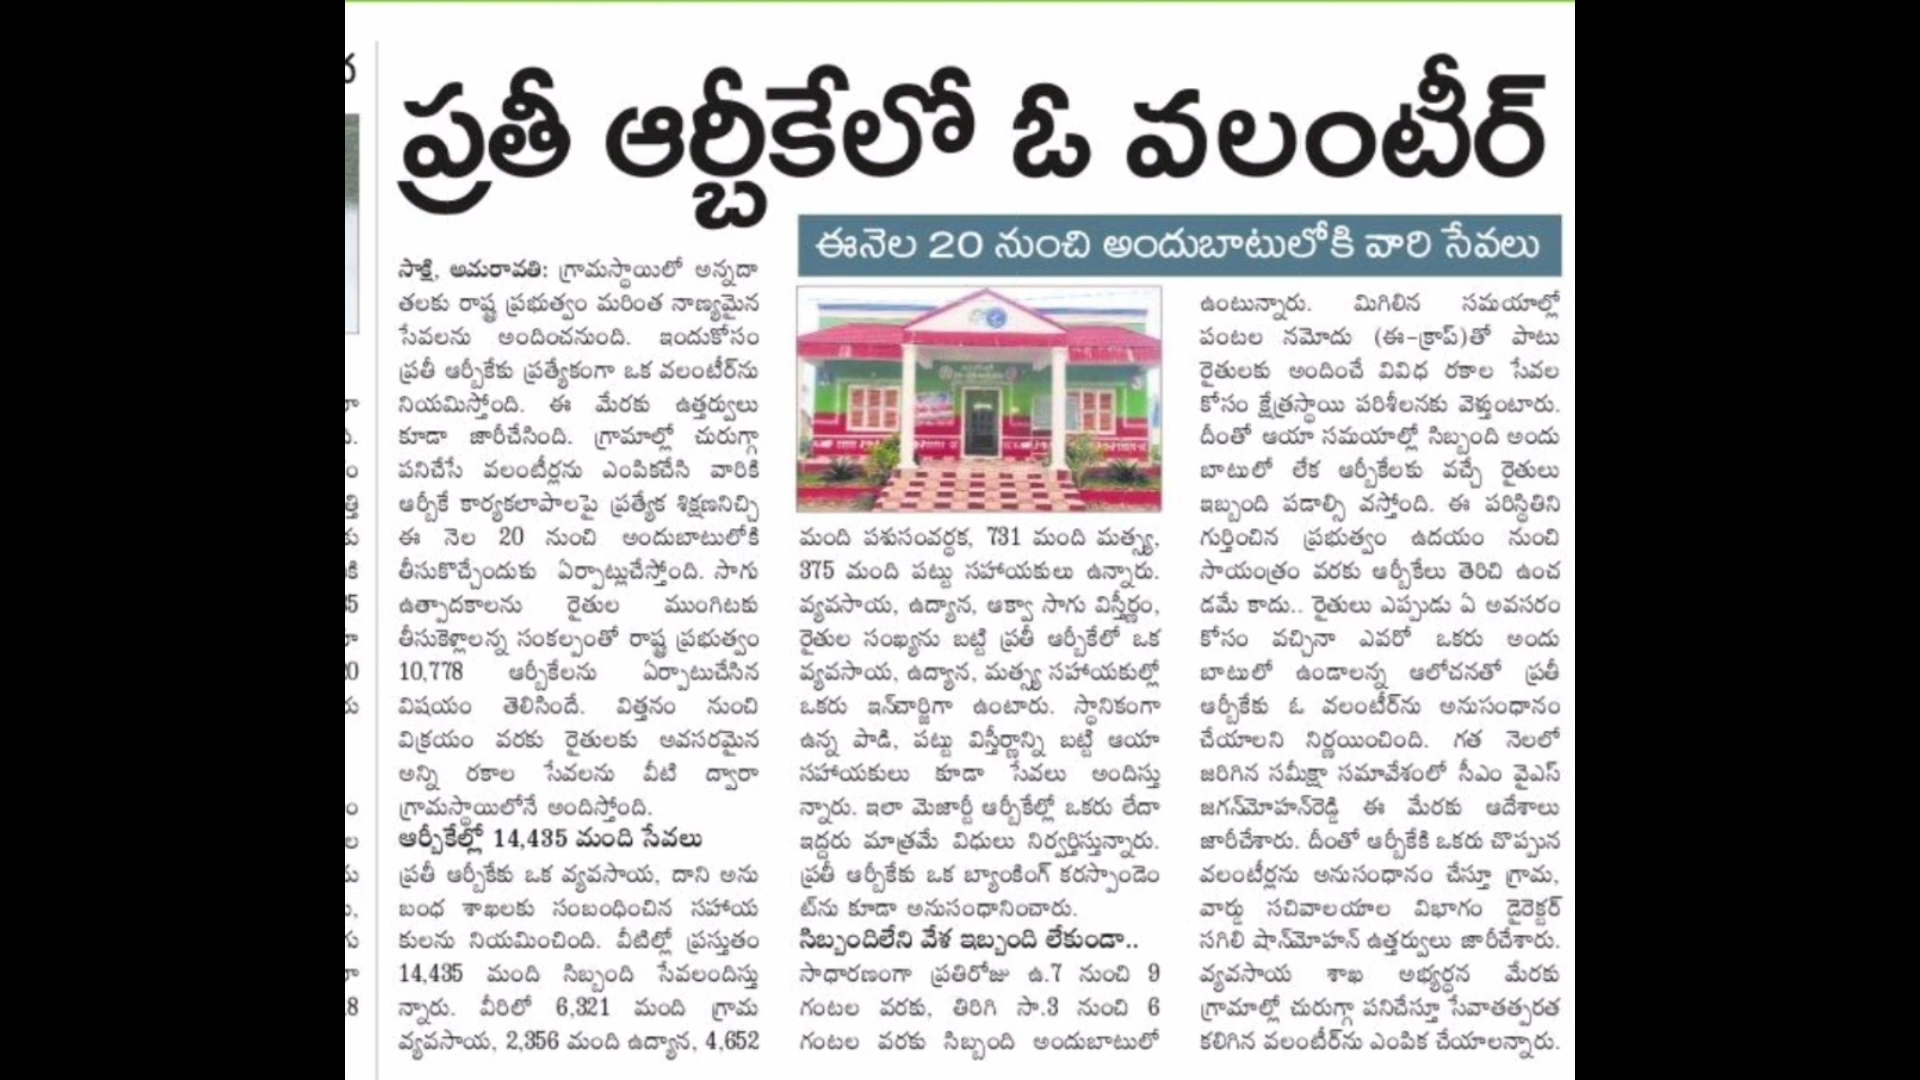 ప్రతీ ఆర్బీకేలో ఓ వలంటీర్
ఈనెల 20 నుంచి అందుబాటులోకి వారి సేవలు
సాక్షి, అమరావతి: గ్రామస్థాయిలో అన్నదా
తలకు రాష్ట్ర ప్రభుత్వం మరింత నాణ్యమైన
సేవలను అందించనుంది. ఇందుకోసం
ప్రతీ ఆర్బీకేకు ప్రత్యేకంగా ఒక వలంటీర్‌ను
నియమిస్తోంది. ఈ మేరకు ఉత్తర్వులు
కూడా జారీచేసింది. గ్రామాల్లో చురుగ్గా
పనిచేసే వలంటీర్లను ఎంపికచేసి వారికి
ఆర్బీకే కార్యకలాపాలపై ప్రత్యేక శిక్షణనిచ్చి
ఈ నెల 20 నుంచి అందుబాటులోకి
తీసుకొచ్చేందుకు ఏర్పాట్లుచేస్తోంది. సాగు
ఉత్పాదకాలను రైతుల ముంగిటకు
తీసుకెళ్లాలన్న సంకల్పంతో రాష్ట్ర ప్రభుత్వం
10,778 ఆర్బీకేలను ఏర్పాటుచేసిన
విషయం తెలిసిందే. విత్తనం నుంచి
విక్రయం వరకు రైతులకు అవసరమైన
అన్ని రకాల సేవలను వీటి ద్వారా
గ్రామస్థాయిలోనే అందిస్తోంది.
ఆర్బీకేల్లో 14,435 మంది సేవలు
ప్రతీ ఆర్బీకేకు ఒక వ్యవసాయ, దాని అను
బంధ శాఖలకు సంబంధించిన సహాయ
కులను నియమించింది. వీటిల్లో ప్రస్తుతం
14,435 మంది సిబ్బంది సేవలందిస్తు
న్నారు. వీరిలో 6,321 మంది గ్రామ
వ్యవసాయ, 2,356 మంది ఉద్యాన, 4,652
మంది పశుసంవర్థక, 731 మంది మత్స్య,
375 మంది పట్టు సహాయకులు ఉన్నారు.
వ్యవసాయ, ఉద్యాన, ఆక్వా సాగు విస్తీర్ణం,
రైతుల సంఖ్యను బట్టి ప్రతీ ఆర్బీకేలో ఒక
వ్యవసాయ, ఉద్యాన, మత్స్య సహాయకుల్లో
ఒకరు ఇన్‌చార్జిగా ఉంటారు. స్థానికంగా
ఉన్న పాడి, పట్టు విస్తీర్ణాన్ని బట్టి ఆయా
సహాయకులు కూడా సేవలు అందిస్తు
న్నారు. ఇలా మెజార్టీ ఆర్బీకేల్లో ఒకరు లేదా
ఇద్దరు మాత్రమే విధులు నిర్వర్తిస్తున్నారు.
ప్రతీ ఆర్బీకేకు ఒక బ్యాంకింగ్ కరస్పాండెం
ట్‌ను కూడా అనుసంధానించారు.
సిబ్బందిలేని వేళ ఇబ్బంది లేకుండా..
సాధారణంగా ప్రతిరోజు ఉ.7 నుంచి 9
గంటల వరకు, తిరిగి సా.3 నుంచి 6
గంటల వరకు సిబ్బంది అందుబాటులో
ఉంటున్నారు. మిగిలిన సమయాల్లో
పంటల నమోదు (ఈ-క్రాప్)తో పాటు
రైతులకు అందించే వివిధ రకాల సేవల
కోసం క్షేత్రస్థాయి పరిశీలనకు వెళ్తుంటారు.
దీంతో ఆయా సమయాల్లో సిబ్బంది అందు
బాటులో లేక ఆర్బీకేలకు వచ్చే రైతులు
ఇబ్బంది పడాల్సి వస్తోంది. ఈ పరిస్థితిని
గుర్తించిన ప్రభుత్వం ఉదయం నుంచి
సాయంత్రం వరకు ఆర్బీకేలు తెరిచి ఉంచ
డమే కాదు.. రైతులు ఎప్పుడు ఏ అవసరం
కోసం వచ్చినా ఎవరో ఒకరు అందు
బాటులో ఉండాలన్న ఆలోచనతో ప్రతీ
ఆర్బీకేకు ఓ వలంటీర్‌ను అనుసంధానం
చేయాలని నిర్ణయించింది. గత నెలలో
జరిగిన సమీక్షా సమావేశంలో సీఎం వైఎస్
జగన్‌మోహన్‌రెడ్డి ఈ మేరకు ఆదేశాలు
జారీచేశారు. దీంతో ఆర్బీకేకి ఒకరు చొప్పున
వలంటీర్లను అనుసంధానం చేస్తూ గ్రామ,
వార్డు సచివాలయాల విభాగం డైరెక్టర్
సగిలి షాన్‌మోహన్ ఉత్తర్వులు జారీచేశారు.
వ్యవసాయ శాఖ అభ్యర్థన మేరకు
గ్రామాల్లో చురుగ్గా పనిచేస్తూ సేవాతత్పరత
కలిగిన వలంటీర్‌ను ఎంపిక చేయాలన్నారు.